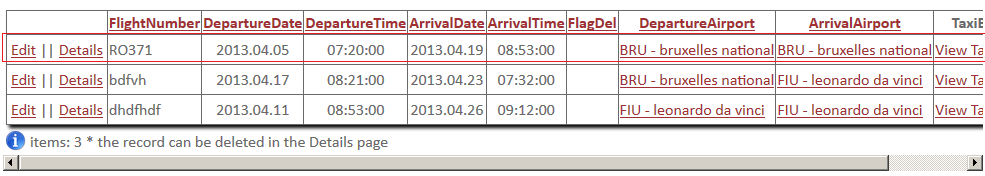 FlightNumber DepartureDate DepartureTime ArrivalDate ArrivalTime FlagDel DepartureAirport ArrivalAirport
Edit || Details RO371 2013.04.05 07:20:00 2013.04.19 08:53:00 BRU - bruxelles national BRU - bruxelles national View Ta
Edit || Details bdfvh 2013.04.17 08:21:00 2013.04.23 07:32:00 BRU - bruxelles national FIU - leonardo da vinci View Ta
Edit || Details dhdfhdf 2013.04.11 08:53:00 2013.04.26 09:12:00 FIU - leonardo da vinci FIU - leonardo da vinci View Ta
items: 3 * the record can be deleted in the Details page